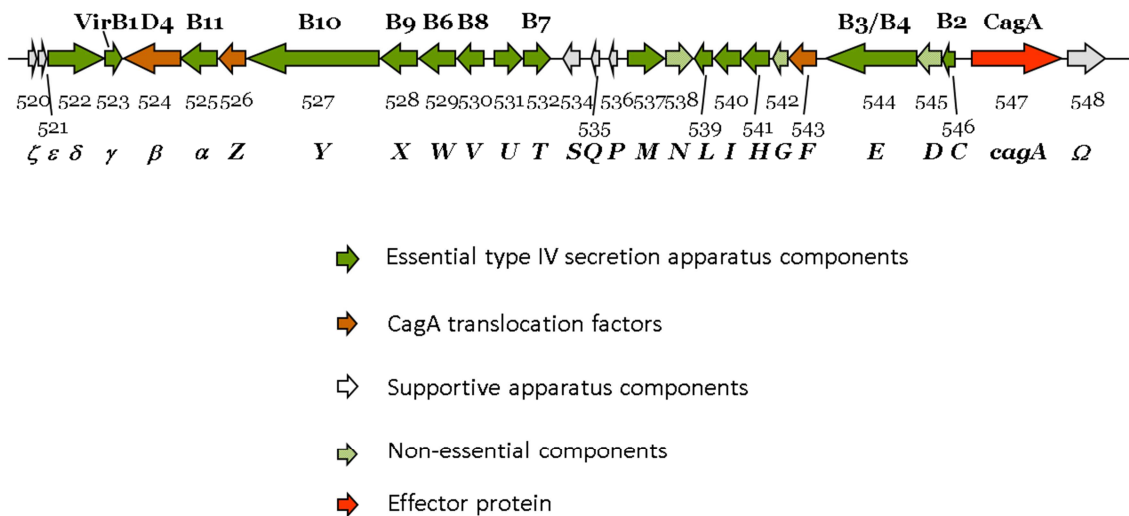 VirB1 D4 B11 B10 B9 B6 B8 B7 B3/B4 B2 CagA
520 522 523 524 525 526 527 528 529 530 531 532 534 536 537 538 540 542 544 545 547 548
521 535 539 541 543 546
ζ ε δ γ β α Z Y X W V U T S Q P M N L I H G F E D C cagA Ω
Essential type IV secretion apparatus components
CagA translocation factors
Supportive apparatus components
Non-essential components
Effector protein